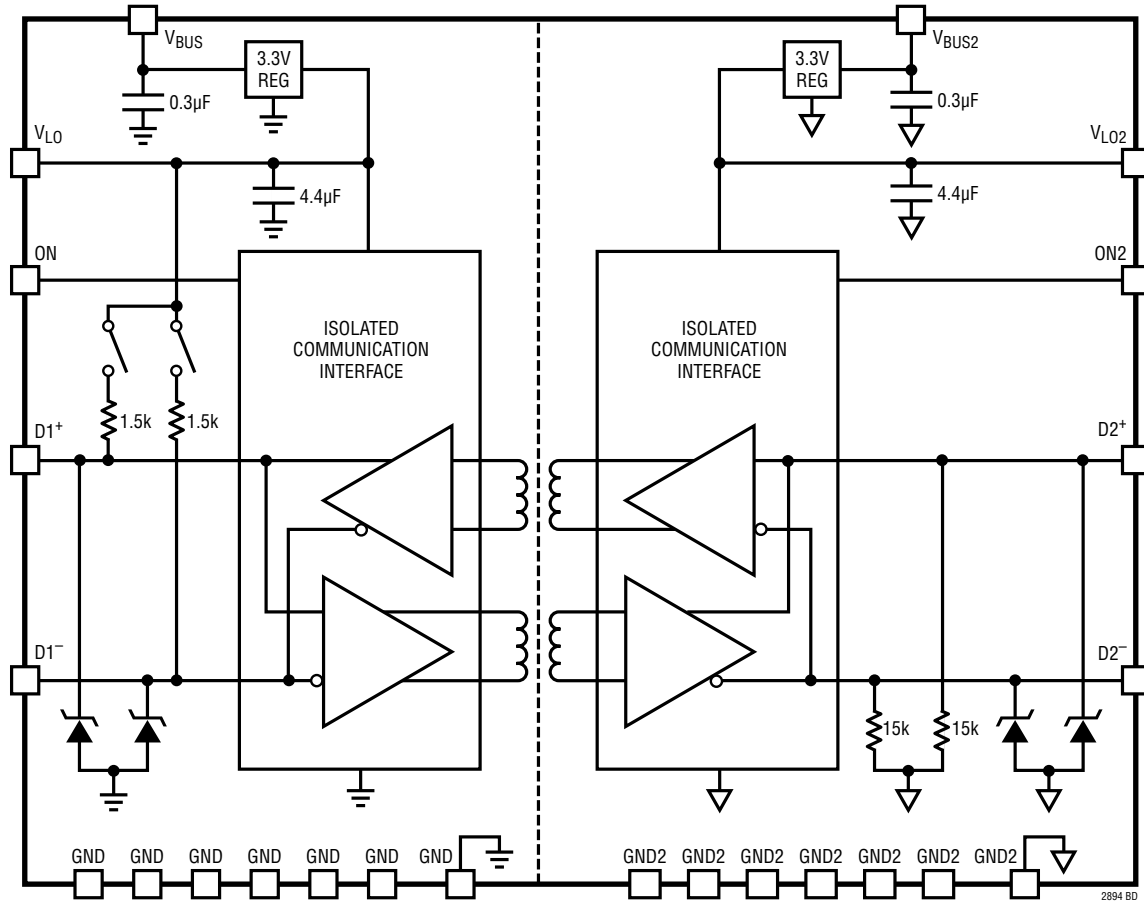 VBUS
3.3V
REG
0.3µF
VLO
4.4µF
ON
ISOLATED
COMMUNICATION
INTERFACE
1.5k
1.5k
D1+
D1−
GND
GND
GND
GND
GND
GND
GND
VBUS2
3.3V
REG
0.3µF
VLO2
4.4µF
ON2
ISOLATED
COMMUNICATION
INTERFACE
D2+
D2−
15k
15k
GND2
GND2
GND2
GND2
GND2
GND2
GND2
2894 BD